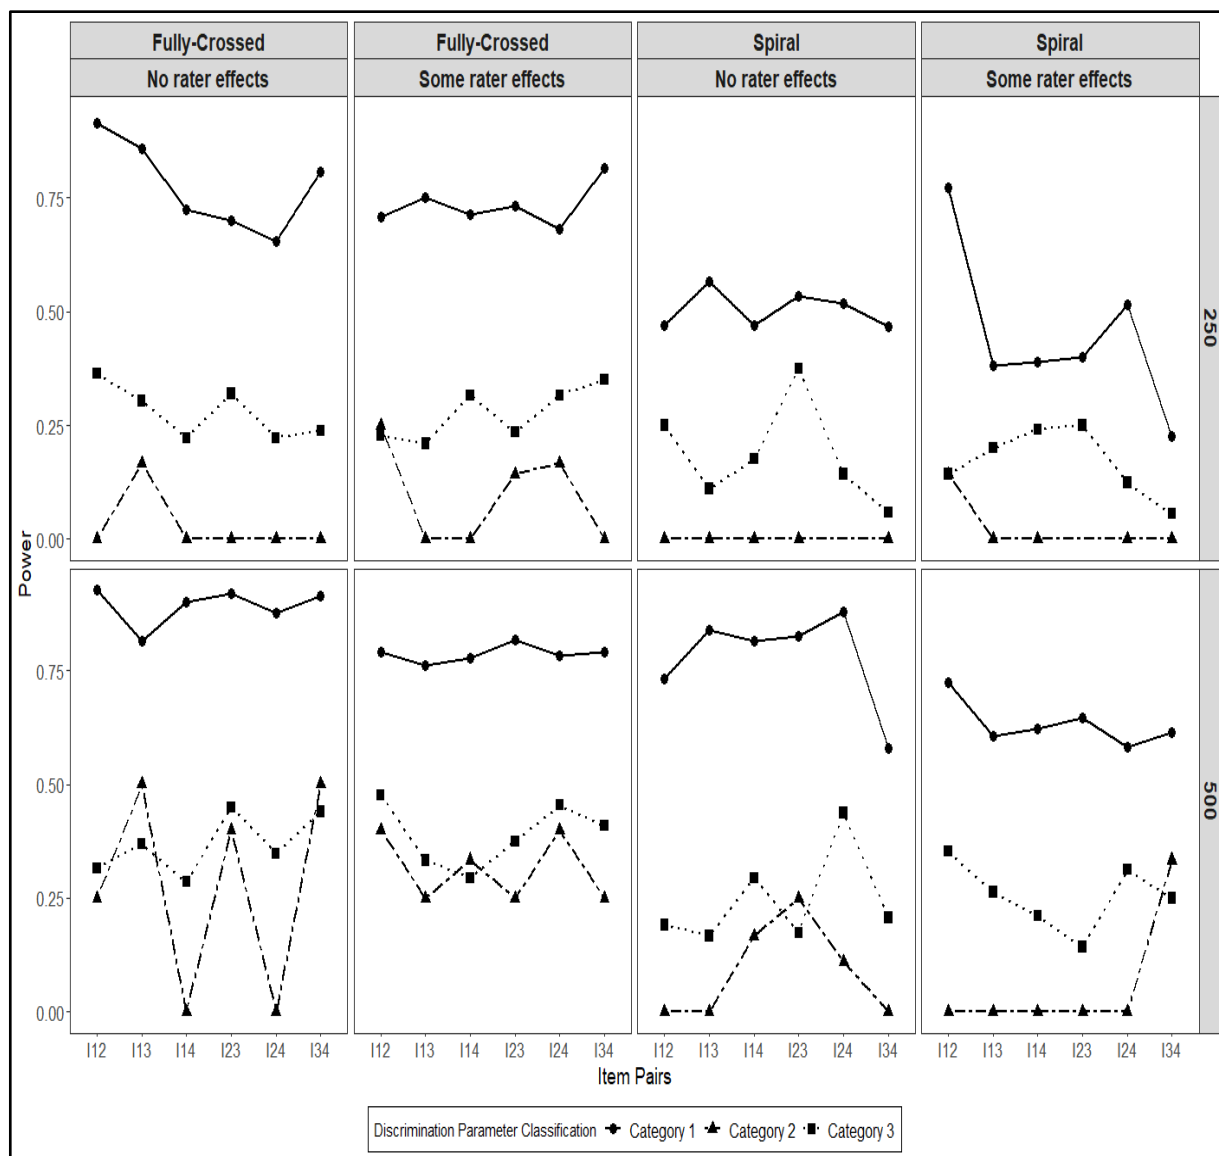 Fully-Crossed Fully-Crossed Spiral Spiral
No rater effects Some rater effects No rater effects Some rater effects
0.75
0.50
0.25
0.00
250
Power
0.75
0.50
0.25
0.00
500
I12 I13 I14 I23 I24 I34 I12 I13 I14 I23 I24 I34 I12 I13 I14 I23 I24 I34 I12 I13 I14 I23 I24 I34
Item Pairs
Discrimination Parameter Classification Category 1 Category 2 Category 3